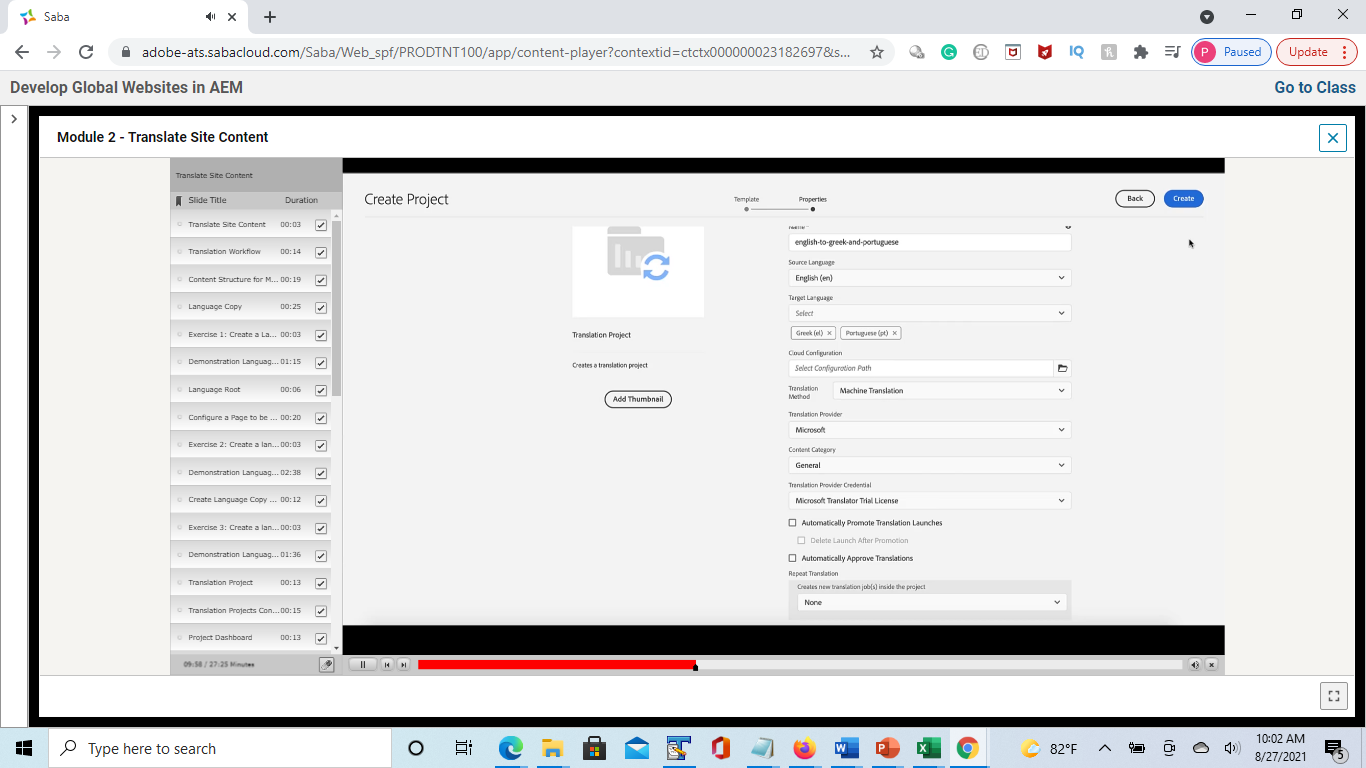 Saba
adobe-ats.sabacloud.com/Saba/Web_spf/PRODTNT100/app/content-player?contextid=ctctx0000000231826978&s...
P Paused
Update
Develop Global Websites in AEM
Go to Class
Module 2 - Translate Site Content
Translate Site Content
Slide Title Duration
Translate Site Content 00:03
Translation Workflow 00:14
Content Structure for M... 00:19
Language Copy 00:25
Exercise 1: Create a La... 00:03
Demonstration Languag... 01:15
Language Root 00:06
Configure a Page to be ... 00:20
Exercise 2: Create a lan... 00:03
Demonstration Languag... 02:38
Create Language Copy ... 00:12
Exercise 3: Create a lan... 00:03
Demonstration Languag... 01:36
Translation Project 00:13
Translation Projects Con... 00:15
Project Dashboard 00:13
09:58 / 27:25 Minutes
Create Project
Template
Properties
Back
Create
Translation Project
Creates a translation project
Add Thumbnail
english-to-greek-and-portuguese
Source Language
English (en)
Target Language
Select
Greek (el) × Portuguese (pt) ×
Cloud Configuration
Select Configuration Path
Translation
Method
Machine Translation
Translation Provider
Microsoft
Content Category
General
Translation Provider Credential
Microsoft Translator Trial License
Automatically Promote Translation Launches
Delete Launch After Promotion
Automatically Approve Translations
Repeat Translation
Creates new translation job(s) inside the project
None
Type here to search
82°F
10:02 AM
8/27/2021
5